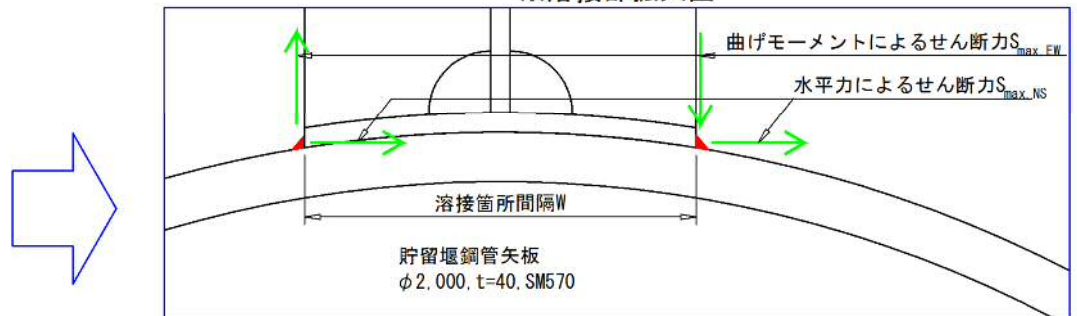 曲げモーメントによるせん断力Smax_EW
水平力によるせん断力Smax_NS
溶接箇所間隔W
貯留堰鋼管矢板
φ2,000,t=40,SM570